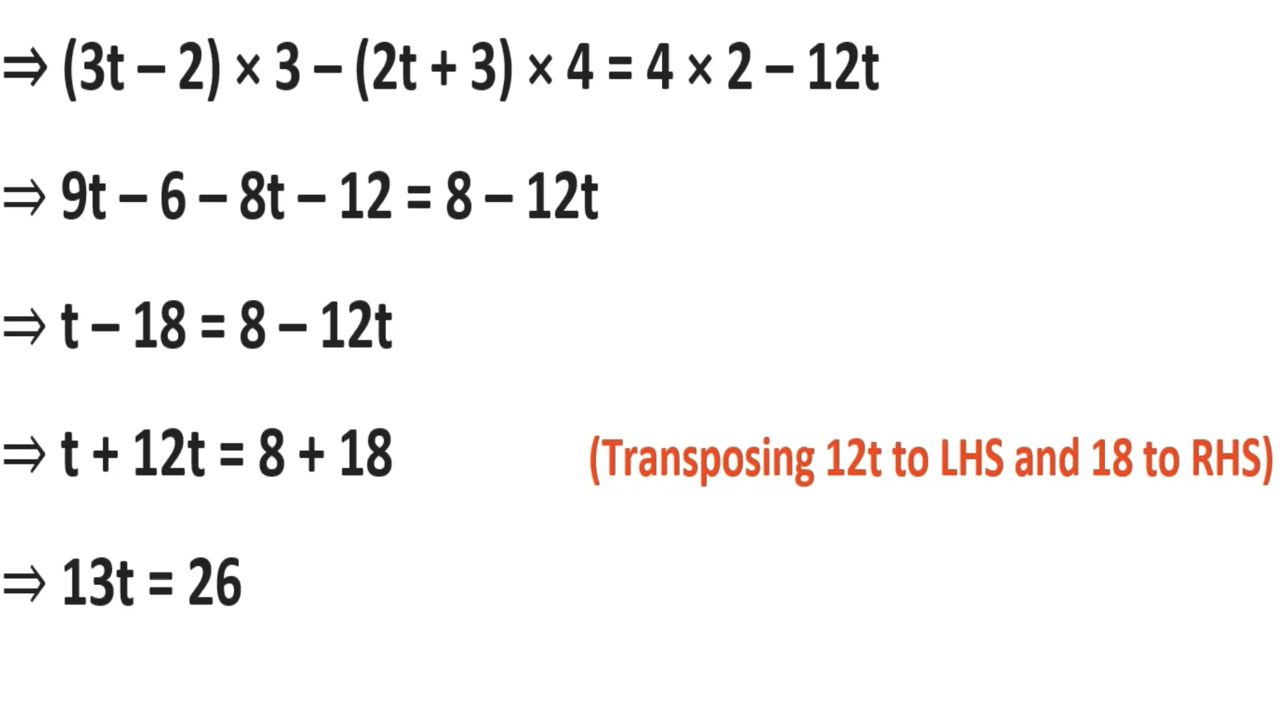 ⇒ (3t – 2) × 3 – (2t + 3) × 4 = 4 × 2 – 12t
⇒ 9t – 6 – 8t – 12 = 8 – 12t
⇒ t – 18 = 8 – 12t
⇒ t + 12t = 8 + 18 (Transposing 12t to LHS and 18 to RHS)
⇒ 13t = 26